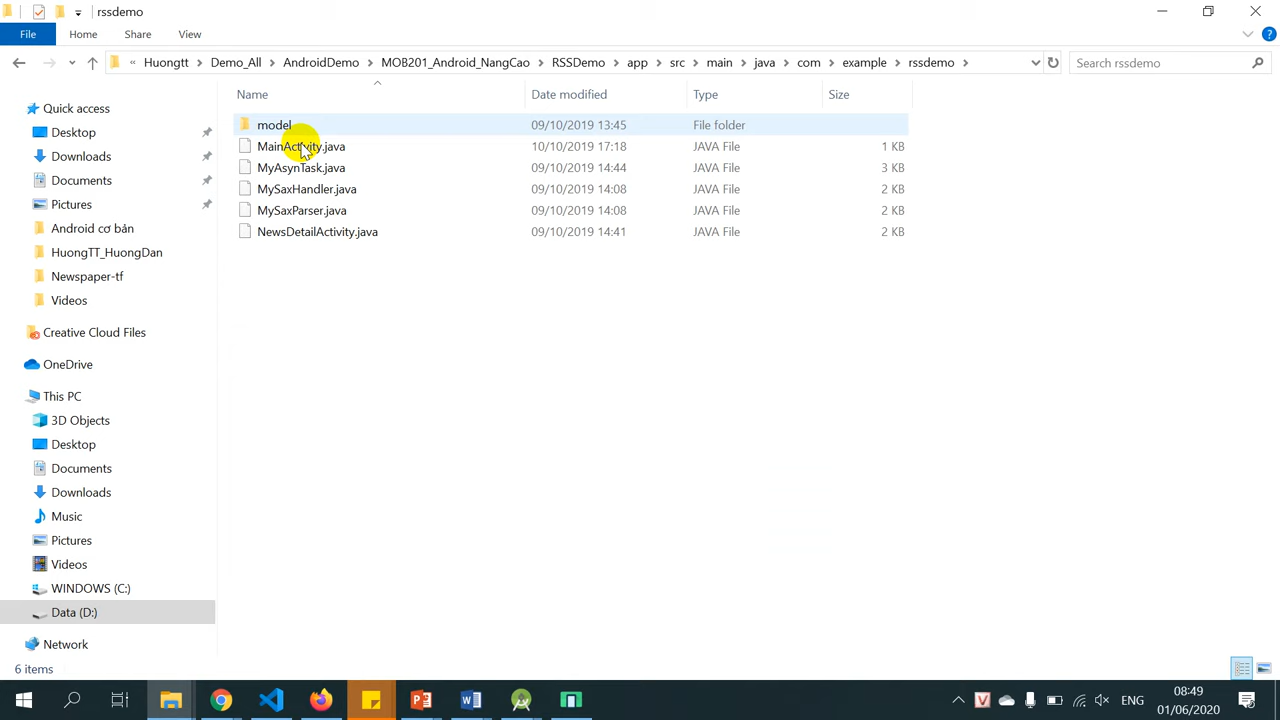 rssdemo
File Home Share View
« Huongtt Demo_All AndroidDemo MOB201_Android_NangCao RSSDemo app src main java com example rssdemo Search rssdemo
Name Date modified Type Size
Quick access
Desktop
Downloads
Documents
Pictures
Android cơ bản
HuongTT_HuongDan
Newspaper-tf
Videos
Creative Cloud Files
OneDrive
This PC
3D Objects
Desktop
Documents
Downloads
Music
Pictures
Videos
WINDOWS (C:)
Data (D:)
Network
model 09/10/2019 13:45 File folder
MainActivity.java 10/10/2019 17:18 JAVA File 1 KB
MyAsynTask.java 09/10/2019 14:44 JAVA File 3 KB
MySaxHandler.java 09/10/2019 14:08 JAVA File 2 KB
MySaxParser.java 09/10/2019 14:08 JAVA File 2 KB
NewsDetailActivity.java 09/10/2019 14:41 JAVA File 2 KB
6 items
ENG 08:49
01/06/2020